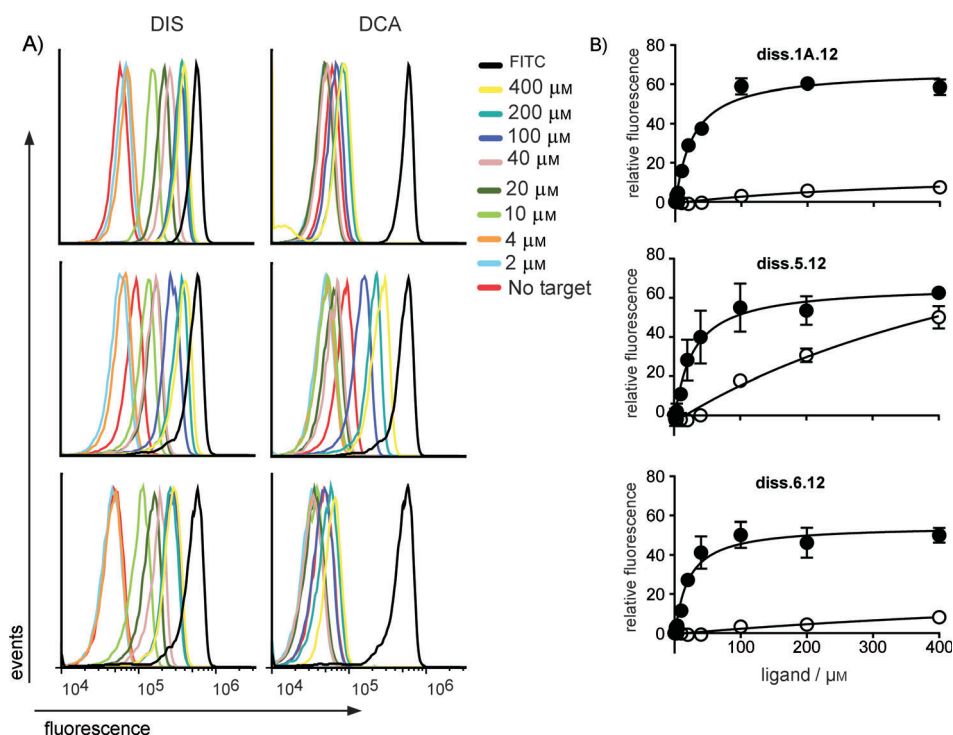 A)
DIS
DCA
FITC
400 μM
200 μM
100 μM
40 μM
20 μM
10 μM
4 μM
2 μM
No target
events
10⁴
10⁵
10⁶
10⁴
10⁵
10⁶
fluorescence
B)
diss.1A.12
relative fluorescence
80
60
40
20
0
diss.5.12
relative fluorescence
80
60
40
20
0
diss.6.12
relative fluorescence
80
60
40
20
0
0
100
200
300
400
ligand / μM